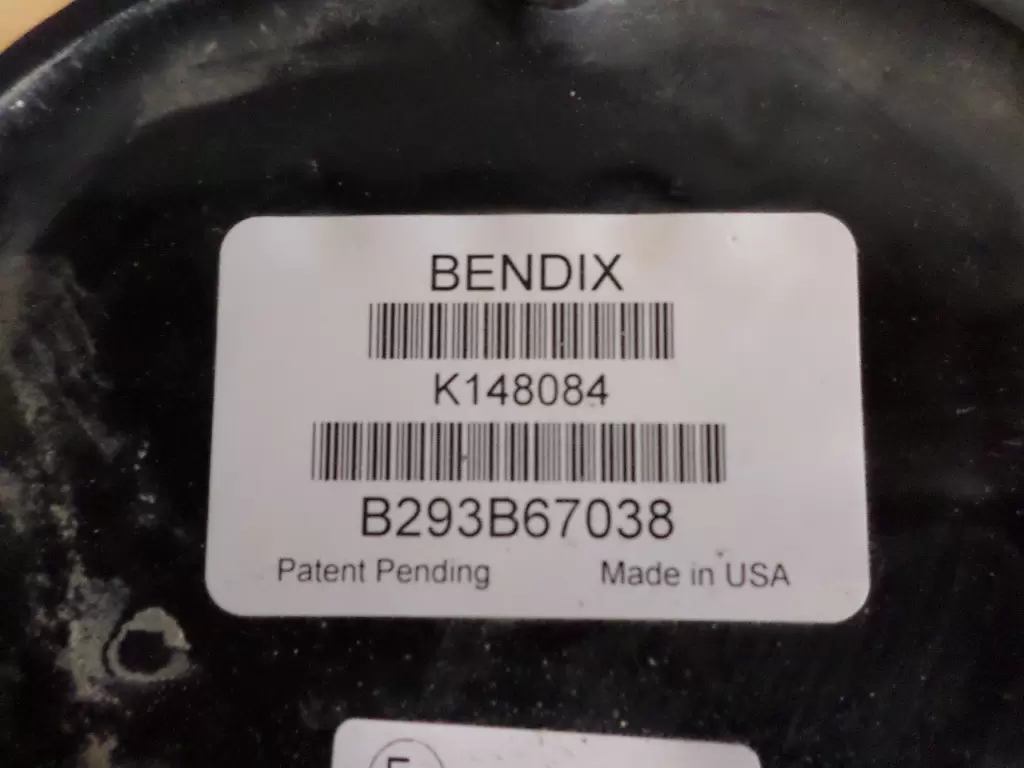 BENDIX
K148084
B293B67038
Patent Pending Made in USA
E